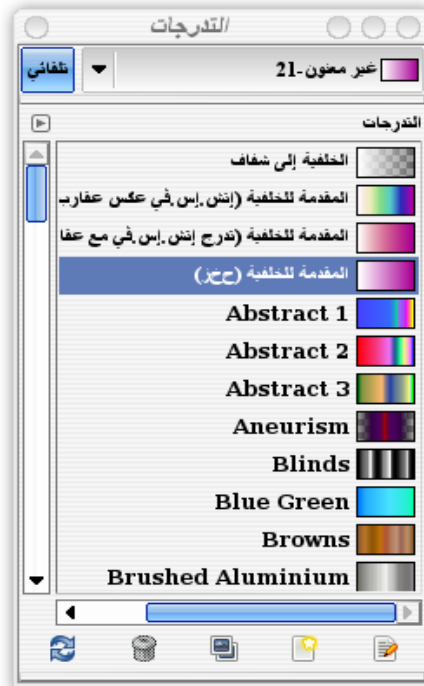 التدرجات
غير معنون-21
تلقائي
التدرجات
الخلفية إلى شفاف
المقدمة للخلفية (إتش.إس.في عكس عقارب
المقدمة للخلفية (تدرج إتش.إس.في مع عقا
المقدمة للخلفية (ححز)
Abstract 1
Abstract 2
Abstract 3
Aneurism
Blinds
Blue Green
Browns
Brushed Aluminium